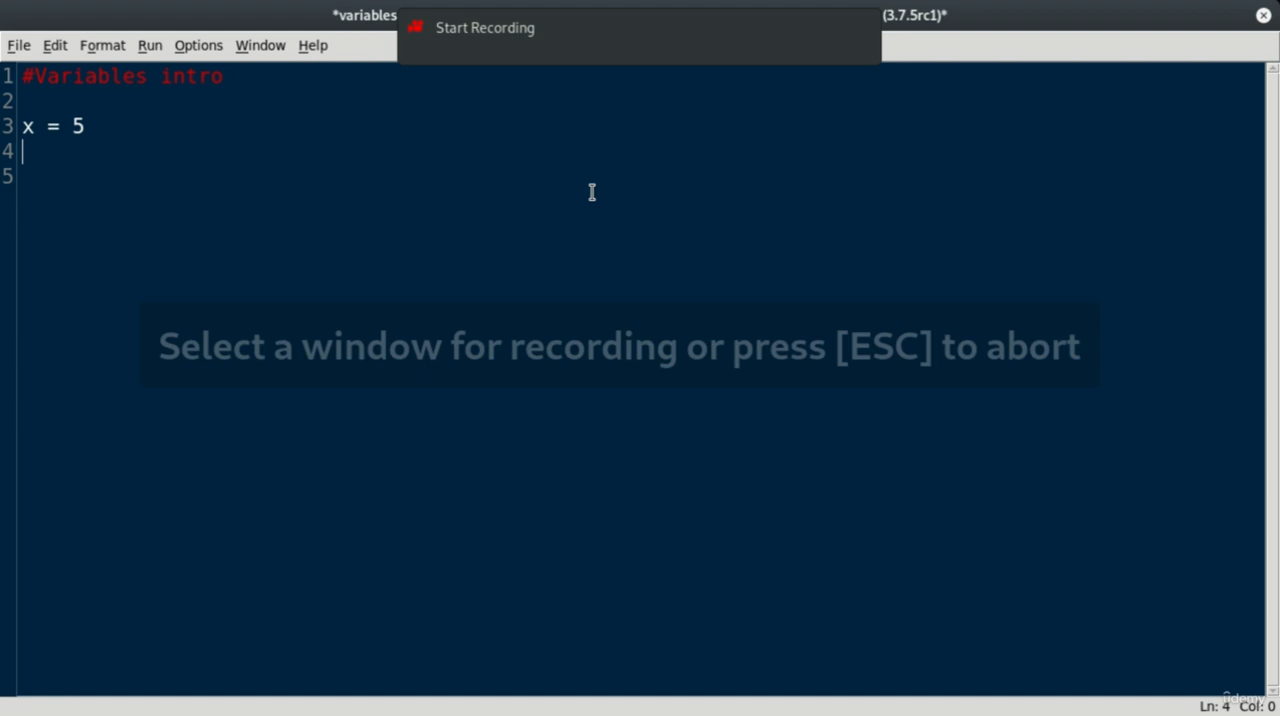 *variables
Start Recording
(3.7.5rc1)*
File Edit Format Run Options Window Help
1 #Variables intro
2
3 x = 5
4
5
Select a window for recording or press [ESC] to abort
ûdemy
Ln: 4 Col: 0